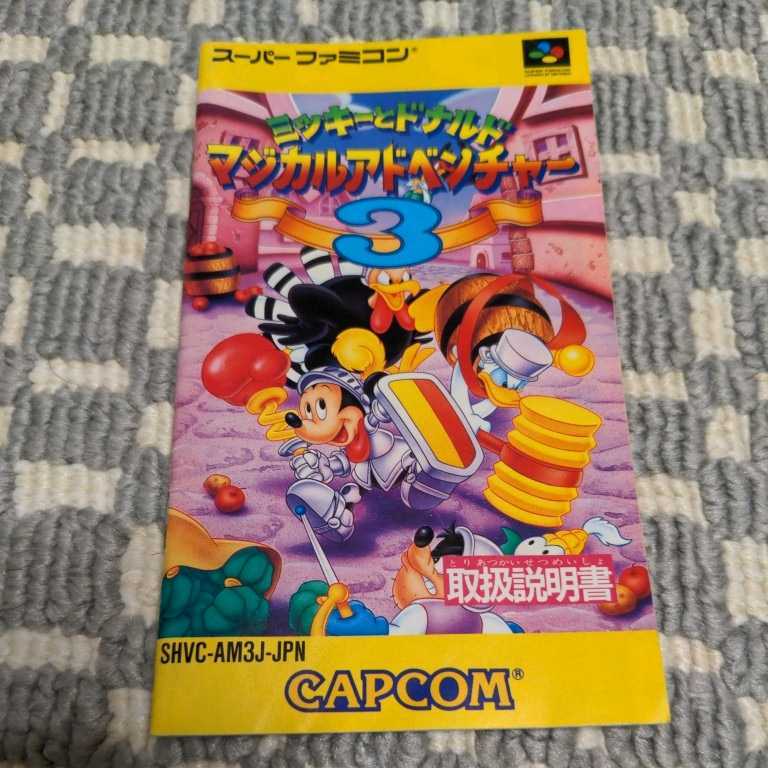 スーパーファミコン®
SUPER FAMICOM
ミッキーとドナルド
マジカルアドベンチャー
3
とりあつかいせつめいしょ
取扱説明書
SHVC-AM3J-JPN
CAPCOM®